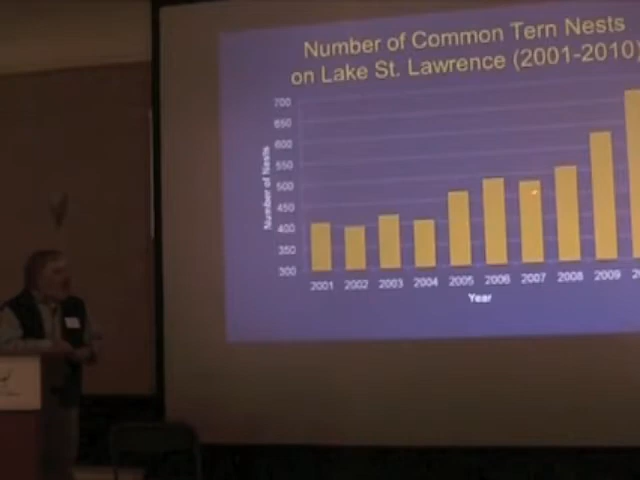 Number of Common Tern Nests
on Lake St. Lawrence (2001-2010)
700
650
600
550
500
450
400
350
300
Number of Nests
2001 2002 2003 2004 2005 2006 2007 2008 2009
Year